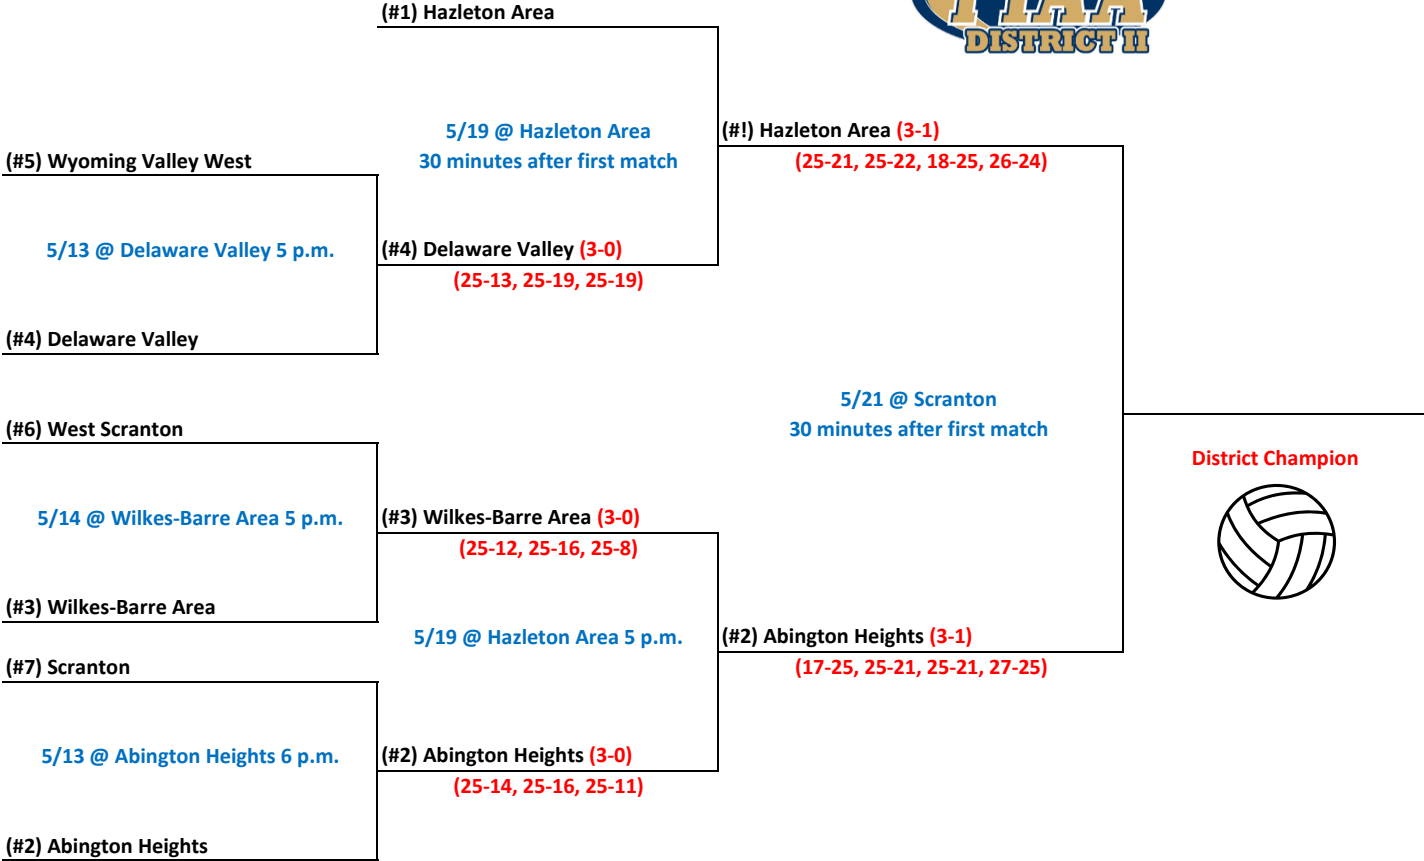 (#1) Hazleton Area
PIAA
DISTRICT II
5/19 @ Hazleton Area
30 minutes after first match
(#!) Hazleton Area (3-1)
(25-21, 25-22, 18-25, 26-24)
(#5) Wyoming Valley West
5/13 @ Delaware Valley 5 p.m.
(#4) Delaware Valley (3-0)
(25-13, 25-19, 25-19)
(#4) Delaware Valley
5/21 @ Scranton
30 minutes after first match
(#6) West Scranton
District Champion
5/14 @ Wilkes-Barre Area 5 p.m.
(#3) Wilkes-Barre Area (3-0)
(25-12, 25-16, 25-8)
(#3) Wilkes-Barre Area
5/19 @ Hazleton Area 5 p.m.
(#2) Abington Heights (3-1)
(17-25, 25-21, 25-21, 27-25)
(#7) Scranton
5/13 @ Abington Heights 6 p.m.
(#2) Abington Heights (3-0)
(25-14, 25-16, 25-11)
(#2) Abington Heights